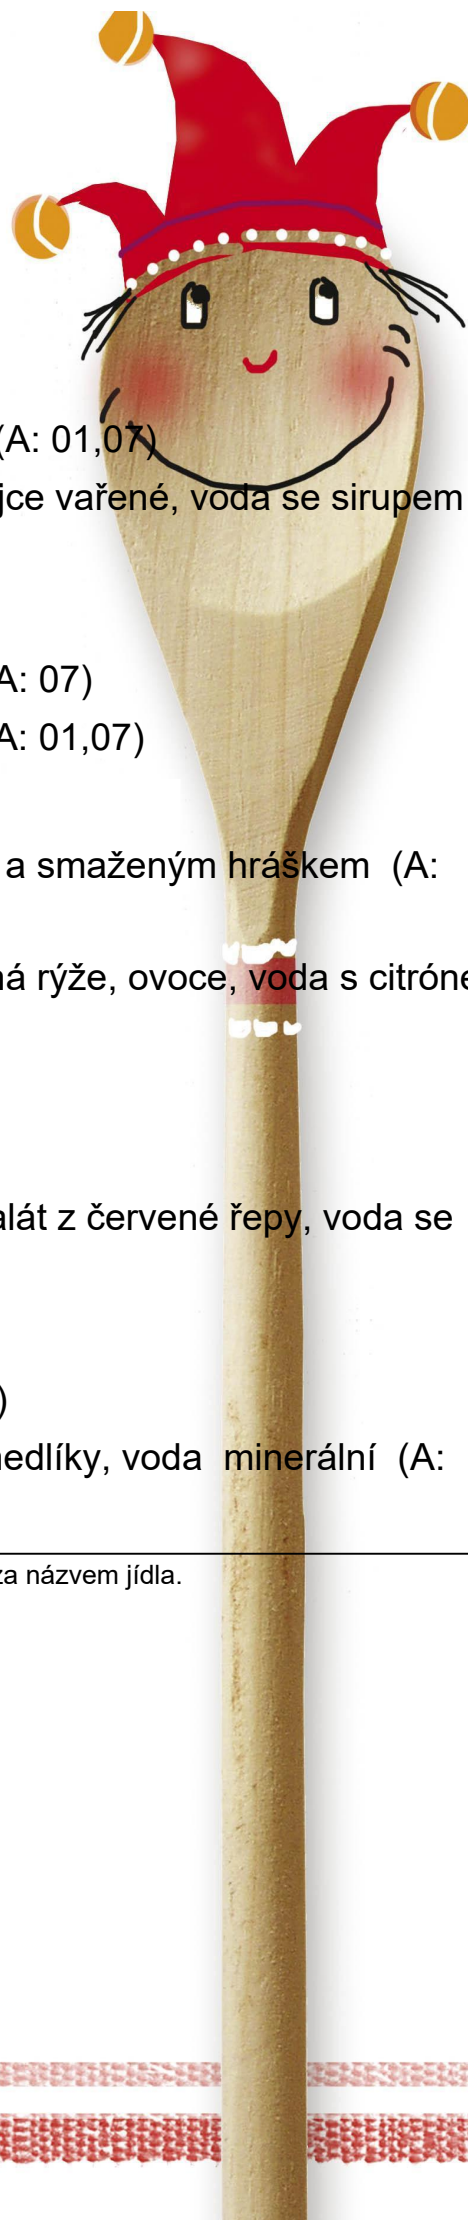 (A: 01,07)
jce vařené, voda se sirupem
A: 07)
A: 01,07)
a smaženým hráškem (A:
á rýže, ovoce, voda s citróne
alát z červené řepy, voda se
)
nedlíky, voda minerální (A:
za názvem jídla.